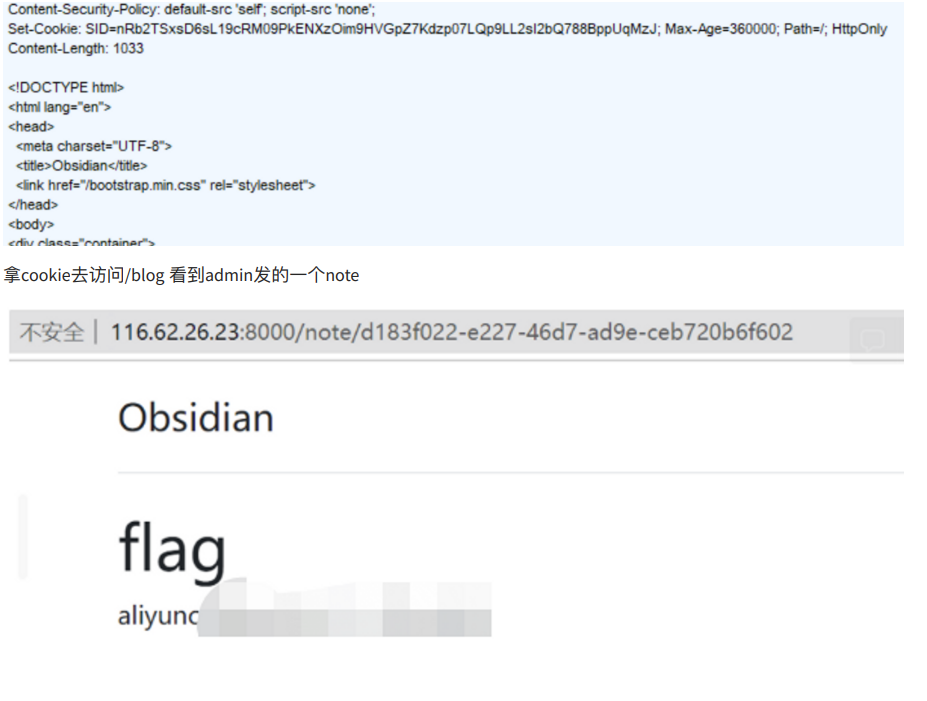 Content-Security-Policy: default-src 'self'; script-src 'none';
Set-Cookie: SID=nRb2TSxsD6sL19cRM09PkENXzOim9HVGpZ7Kdzp07LQp9LL2sI2bQ788BppUqMzJ; Max-Age=360000; Path=/; HttpOnly
Content-Length: 1033
<!DOCTYPE html>
<html lang="en">
<head>
<meta charset="UTF-8">
<title>Obsidian</title>
<link href="/bootstrap.min.css" rel="stylesheet">
</head>
<body>
<div class="container">
拿cookie去访问/blog 看到admin发的一个note
不安全 | 116.62.26.23:8000/note/d183f022-e227-46d7-ad9e-ceb720b6f602
Obsidian
flag
aliyunc